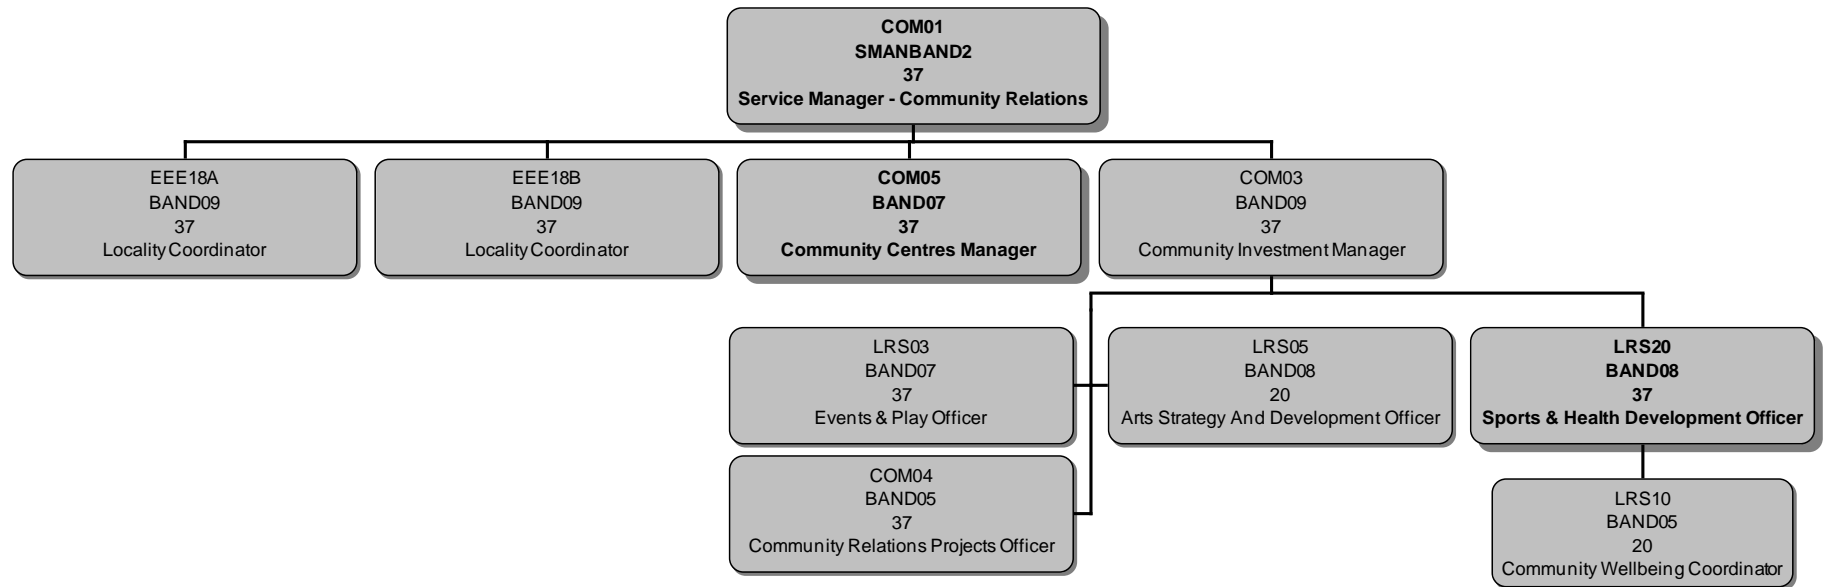 COM01
SMANBAND2
37
Service Manager - Community Relations
EEE18A
BAND09
37
Locality Coordinator
EEE18B
BAND09
37
Locality Coordinator
COM05
BAND07
37
Community Centres Manager
COM03
BAND09
37
Community Investment Manager
LRS03
BAND07
37
Events & Play Officer
LRS05
BAND08
20
Arts Strategy And Development Officer
LRS20
BAND08
37
Sports & Health Development Officer
COM04
BAND05
37
Community Relations Projects Officer
LRS10
BAND05
20
Community Wellbeing Coordinator